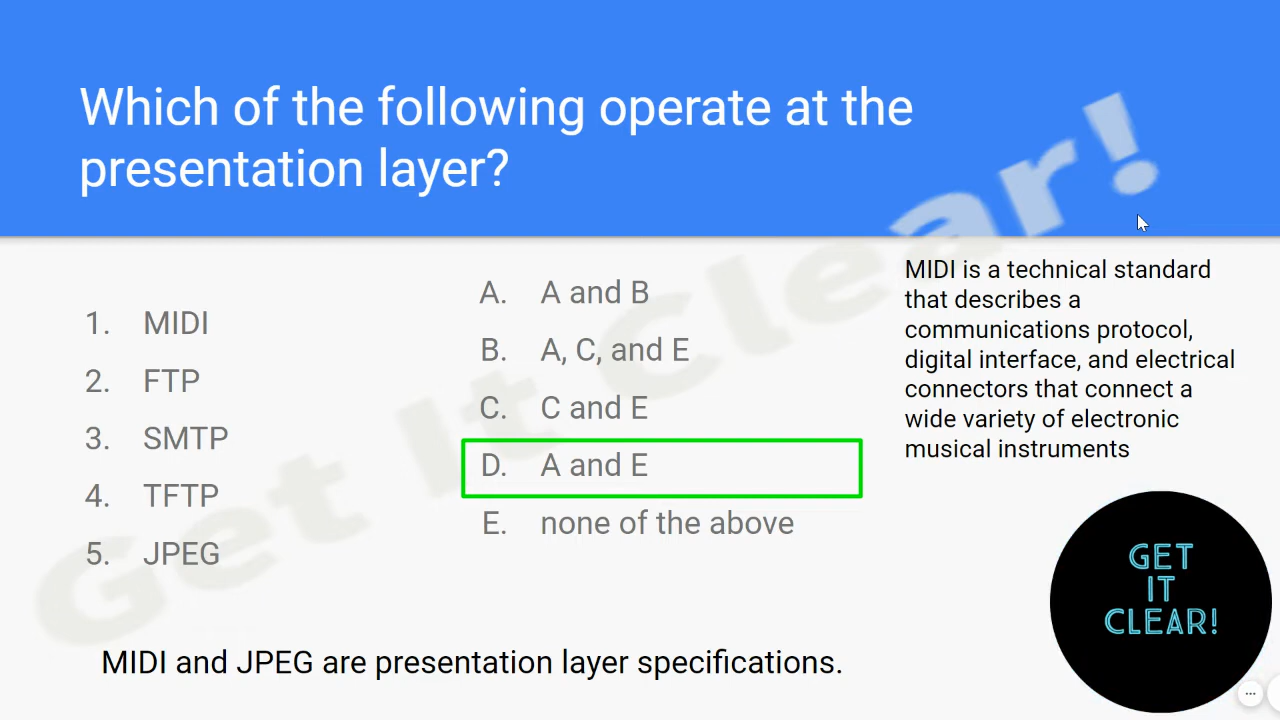 Which of the following operate at the
presentation layer?
1. MIDI
2. FTP
3. SMTP
4. TFTP
5. JPEG
A. A and B
B. A, C, and E
C. C and E
D. A and E
E. none of the above
MIDI is a technical standard
that describes a
communications protocol,
digital interface, and electrical
connectors that connect a
wide variety of electronic
musical instruments
MIDI and JPEG are presentation layer specifications.
Get It Clear!
GET
IT
CLEAR!